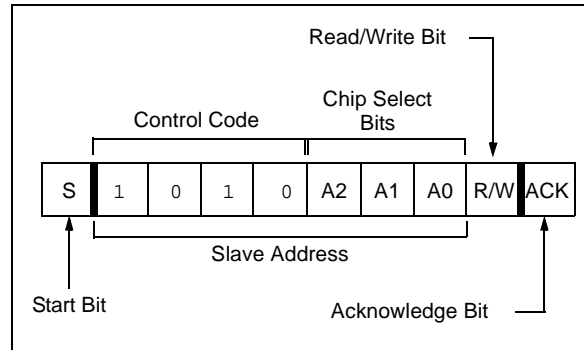 Read/Write Bit
Chip Select
Bits
Control Code
S 1 0 1 0 A2 A1 A0 R/W ACK
Slave Address
Start Bit
Acknowledge Bit